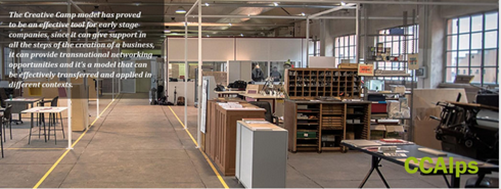 The Creative Camp model has proved
to be an effective tool for early stage
companies, since it can give support in
all the steps of the creation of a business,
it can provide transnational networking
opportunities and it's a model that can
be effectively transferred and applied in
different contexts.
CCAlps